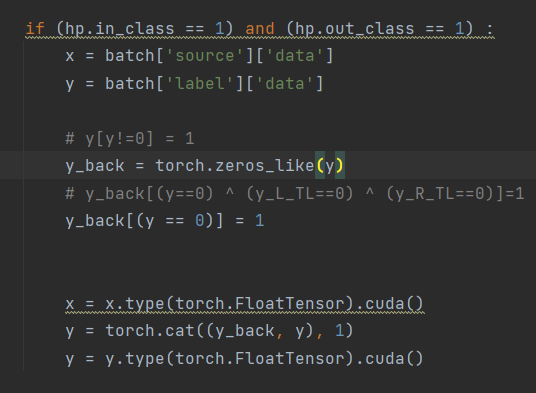 if (hp.in_class == 1) and (hp.out_class == 1) :
x = batch['source']['data']
y = batch['label']['data']
# y[y!=0] = 1
y_back = torch.zeros_like(y)
# y_back[(y==0) ^ (y_L_TL==0) ^ (y_R_TL==0)]=1
y_back[(y == 0)] = 1
x = x.type(torch.FloatTensor).cuda()
y = torch.cat((y_back, y), 1)
y = y.type(torch.FloatTensor).cuda()